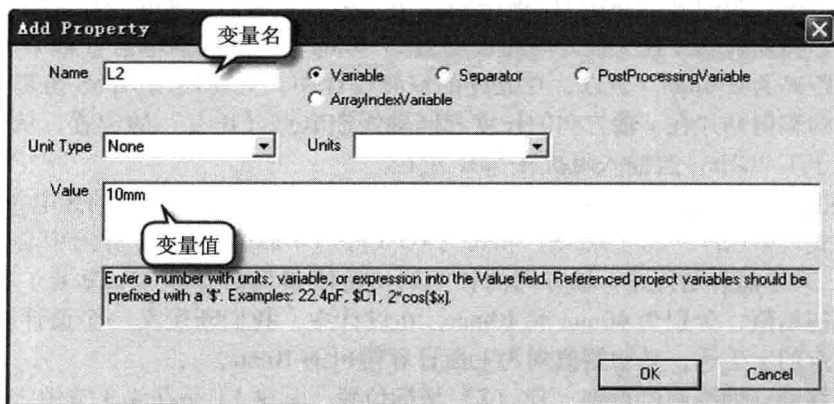 Add Property
变量名
Name L2 Variable Separator PostProcessingVariable
ArrayIndexVariable
Unit Type None Units
Value 10mm
变量值
Enter a number with units, variable, or expression into the Value field. Referenced project variables should be
prefixed with a '$'. Examples: 22.4pF, $C1, 2*cos($x).
OK Cancel